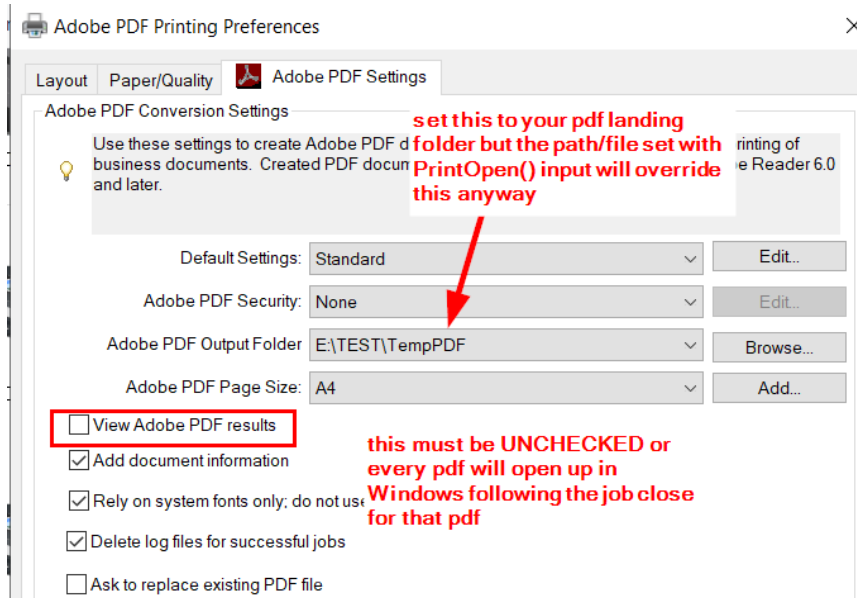 Adobe PDF Printing Preferences
Layout Paper/Quality Adobe PDF Settings
Adobe PDF Conversion Settings
set this to your pdf landing
folder but the path/file set with
PrintOpen() input will override
this anyway
Use these settings to create Adobe PDF d rinting of
business documents. Created PDF docum e Reader 6.0
and later.
Default Settings: Standard Edit...
Adobe PDF Security: None Edit...
Adobe PDF Output Folder E:\TEST\TempPDF Browse...
Adobe PDF Page Size: A4 Add...
View Adobe PDF results
this must be UNCHECKED or
every pdf will open up in
Windows following the job close
for that pdf
Add document information
Rely on system fonts only; do not use
Delete log files for successful jobs
Ask to replace existing PDF file